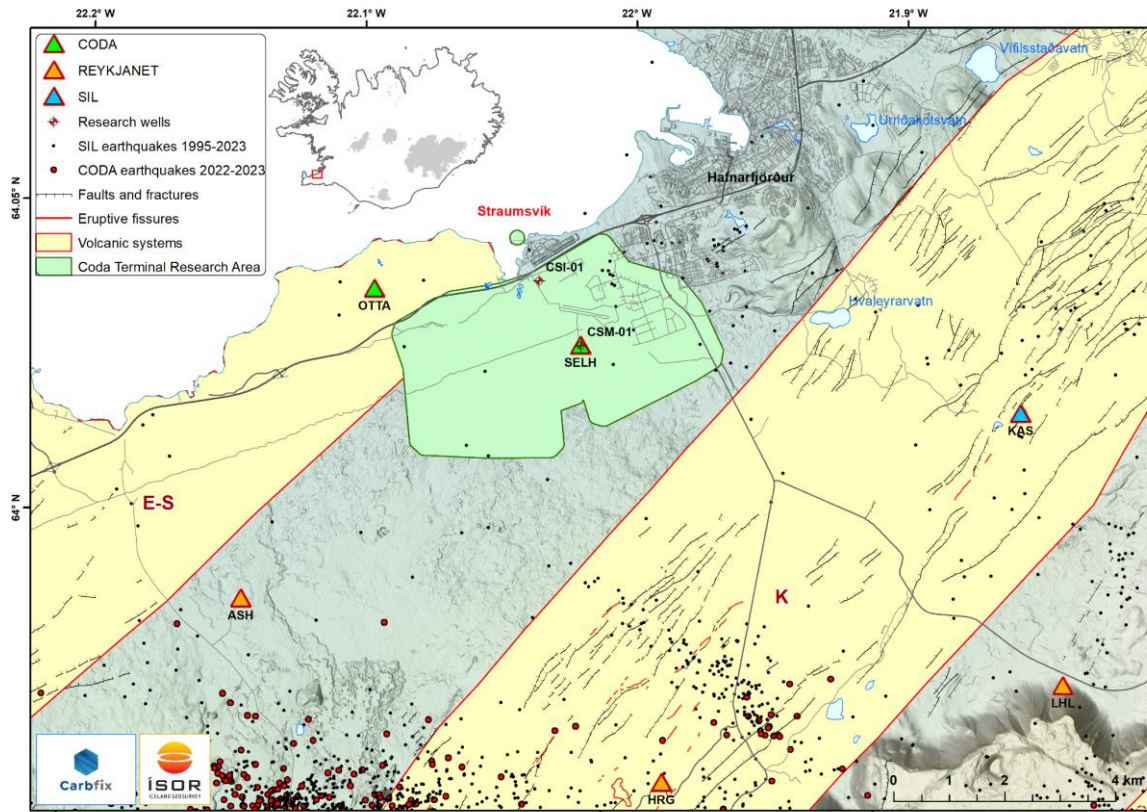 22.2° W
22.1° W
22° W
21.9° W
CODA
REYKJANET
SIL
Research wells
SIL earthquakes 1995-2023
CODA earthquakes 2022-2023
Faults and fractures
Eruptive fissures
Volcanic systems
Coda Terminal Research Area
Vífilsstaðavatn
Urriðakotsvatn
Hafnarfjörður
64.05° N
Straumsvík
CSI-01
OTTA
Hvaleyrarvatn
CSM-01
SELH
KAS
E-S
64° N
ASH
K
LHL
Carbfix
ÍSOR
ICELAND GEOSURVEY
HRG
0 1 2 4 km